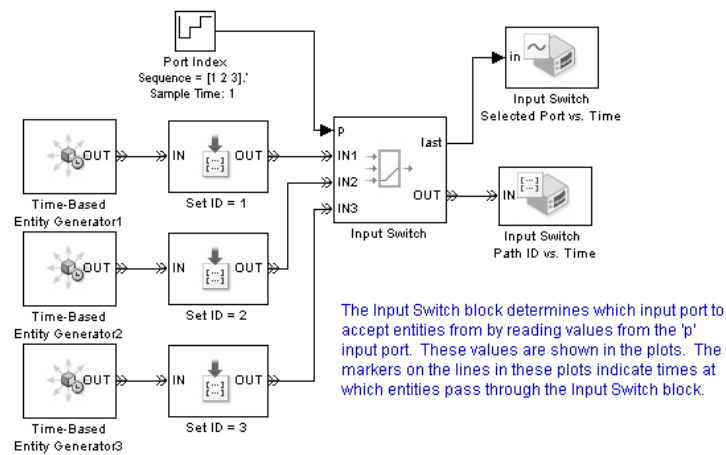 Port Index
Sequence = [1 2 3].'
Sample Time: 1
in
Input Switch
Selected Port vs. Time
p
last
IN1
IN2
IN3
OUT
Input Switch
IN
[...]
Input Switch
Path ID vs. Time
OUT
Time-Based
Entity Generator1
IN
[...]
OUT
Set ID = 1
OUT
Time-Based
Entity Generator2
IN
[...]
OUT
Set ID = 2
OUT
Time-Based
Entity Generator3
IN
[...]
OUT
Set ID = 3
The Input Switch block determines which input port to
accept entities from by reading values from the 'p'
input port. These values are shown in the plots. The
markers on the lines in these plots indicate times at
which entities pass through the Input Switch block.